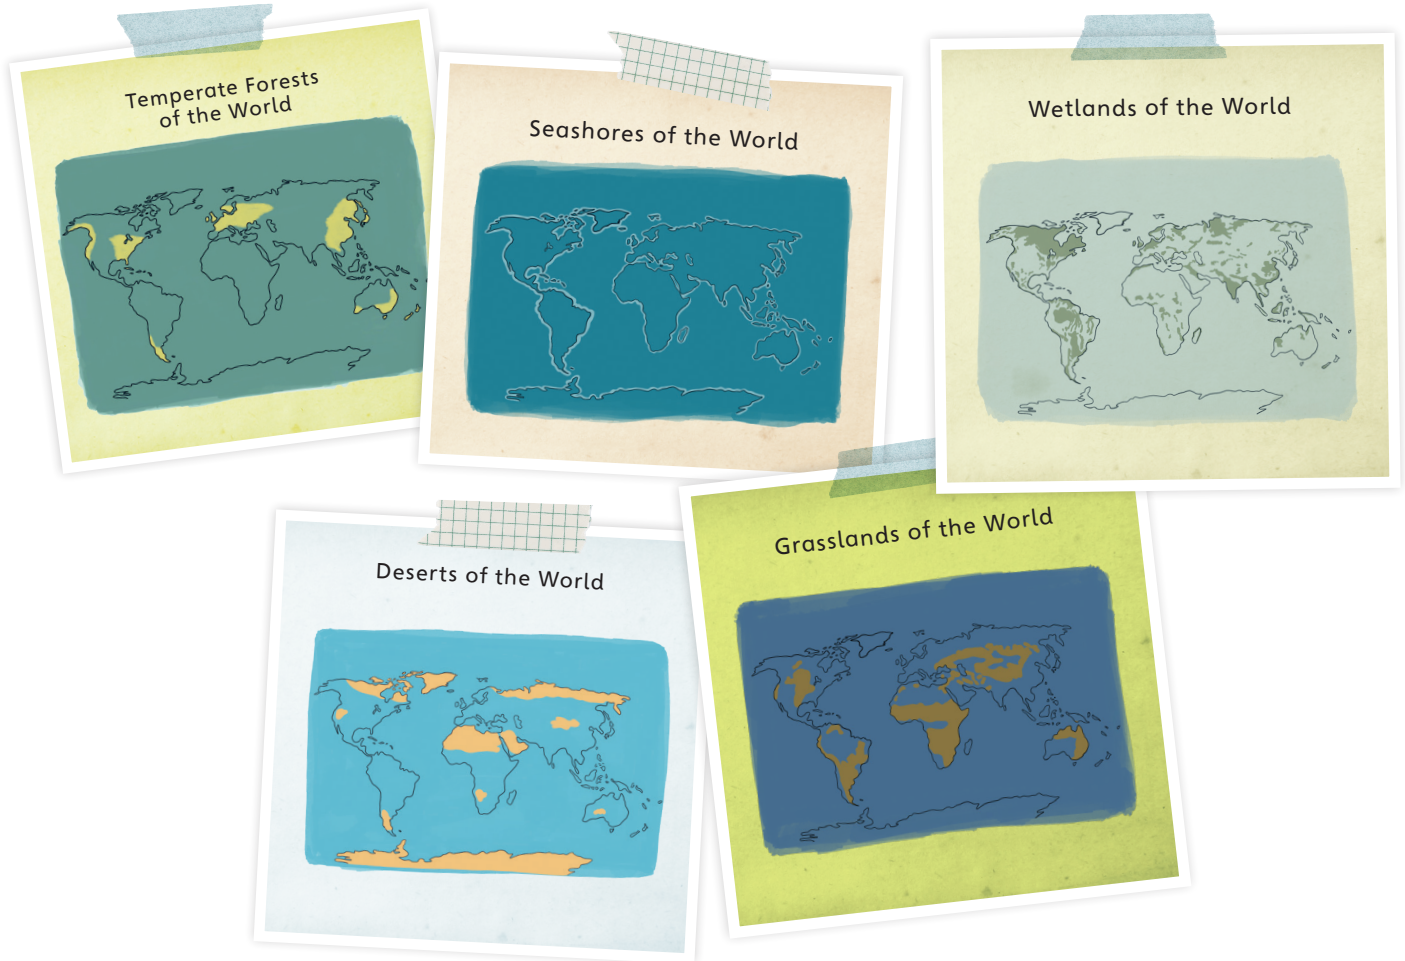 Temperate Forests
of the World
Seashores of the World
Wetlands of the World
Deserts of the World
Grasslands of the World